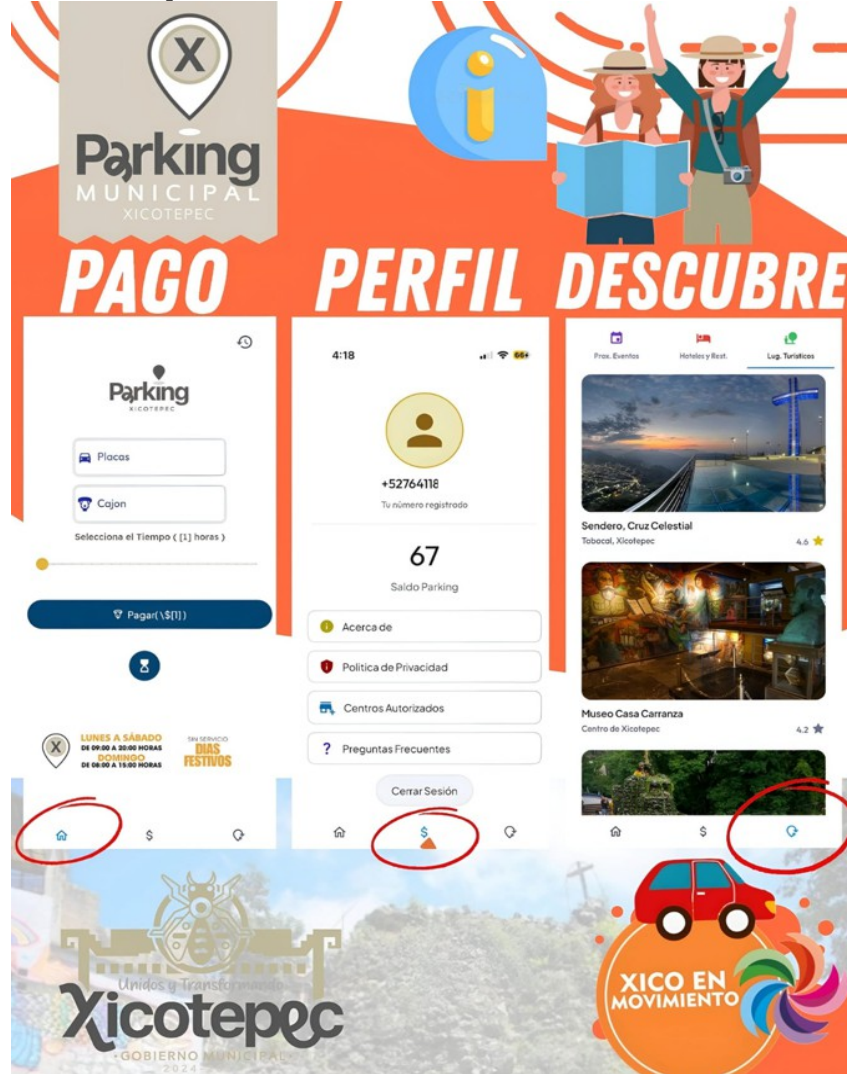 X
Parking
MUNICIPAL
XICOTEPEC
PAGO
PERFIL
DESCUBRE
Parking
XICOTEPEC
Placas
Cajon
Selecciona el Tiempo ( [1] horas )
Pagar( \$[1] )
X
LUNES A SÁBADO
DE 09:00 A 20:00 HORAS
DOMINGO
DE 08:00 A 15:00 HORAS
SIN SERVICIO
DIAS
FESTIVOS
$
4:18
66+
+52764118
Tu número registrado
67
Saldo Parking
Acerca de
Politica de Privacidad
Centros Autorizados
? Preguntas Frecuentes
Cerrar Sesión
$
Prox. Eventos
Hoteles y Rest.
Lug. Turisticos
Sendero, Cruz Celestial
Tabacal, Xicotepec
4.6
Museo Casa Carranza
Centro de Xicotepec
4.2
$
Unidos y Transformando
Xicotepec
·GOBIERNO MUNICIPAL·
2024
XICO EN
MOVIMIENTO